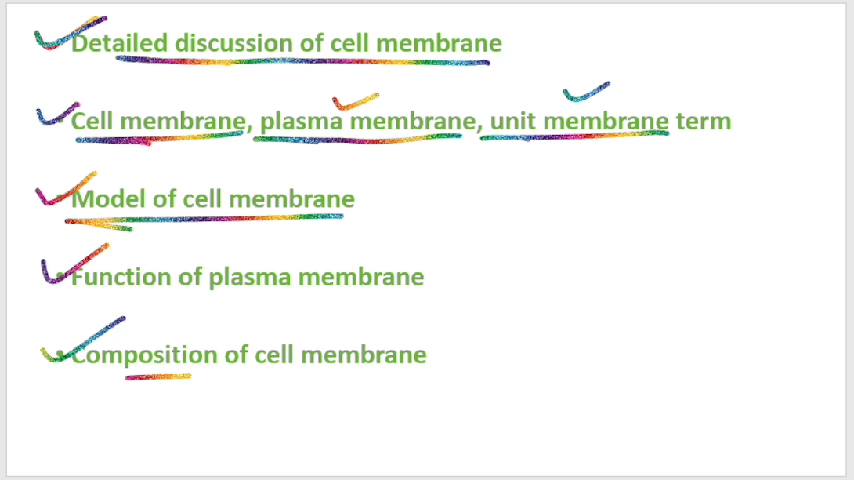 Detailed discussion of cell membrane
• Cell membrane, plasma membrane, unit membrane term
Model of cell membrane
• Function of plasma membrane
• Composition of cell membrane